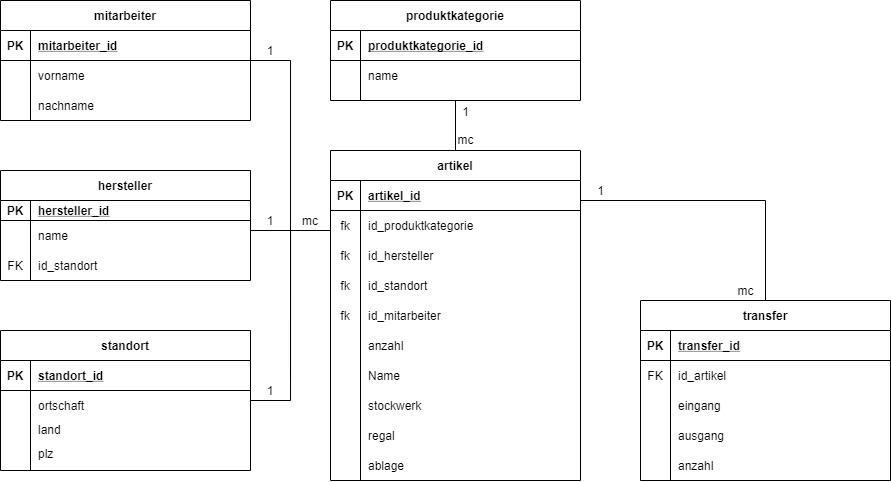 mitarbeiter
PK mitarbeiter_id
vorname
nachname
1
produktkategorie
PK produktkategorie_id
name
1
mc
hersteller
PK hersteller_id
name
FK id_standort
1
mc
standort
PK standort_id
ortschaft
land
plz
1
artikel
PK artikel_id
fk id_produktkategorie
fk id_hersteller
fk id_standort
fk id_mitarbeiter
anzahl
Name
stockwerk
regal
ablage
1
mc
transfer
PK transfer_id
FK id_artikel
eingang
ausgang
anzahl